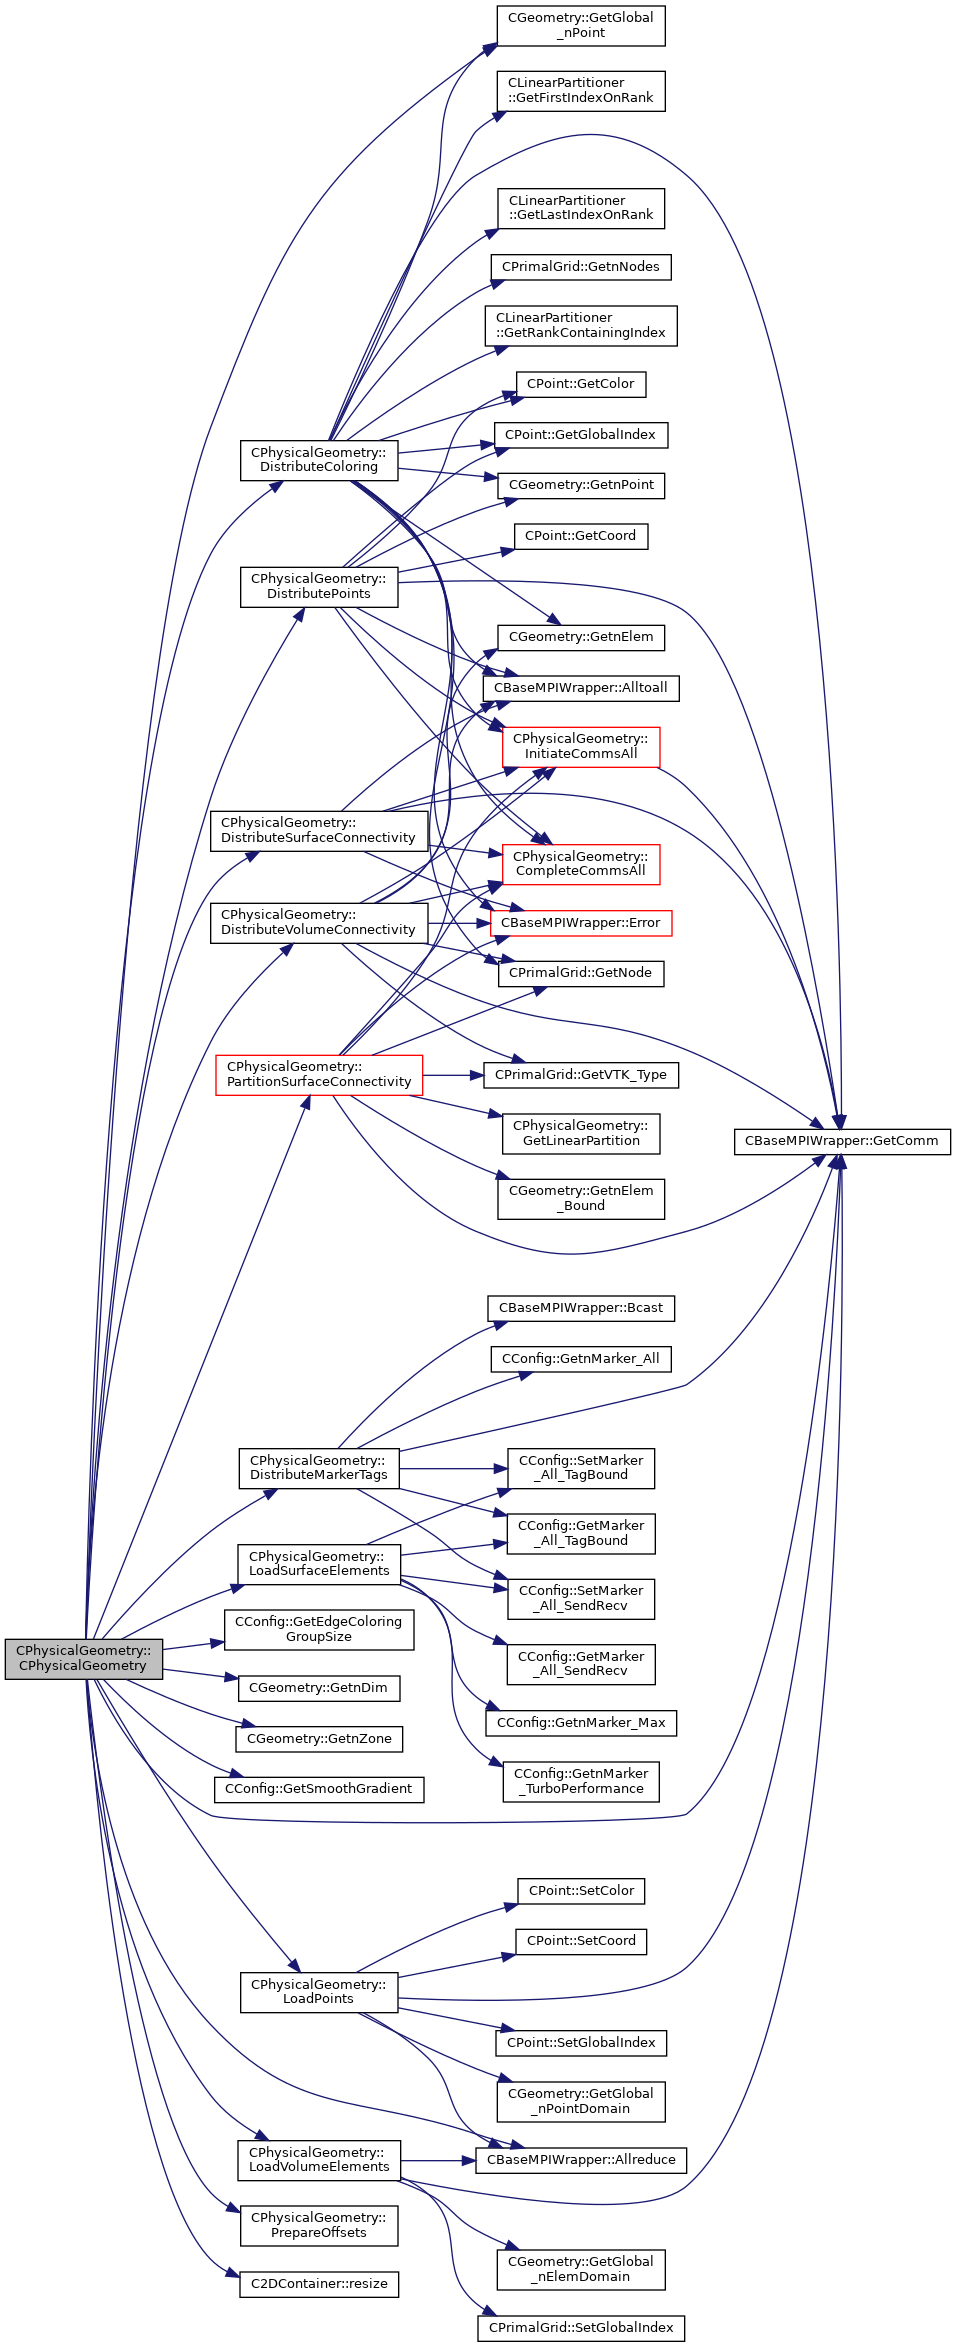 CGeometry::GetGlobal
_nPoint
CLinearPartitioner
::GetFirstIndexOnRank
CLinearPartitioner
::GetLastIndexOnRank
CPrimalGrid::GetnNodes
CLinearPartitioner
::GetRankContainingIndex
CPoint::GetColor
CPoint::GetGlobalIndex
CPhysicalGeometry::
DistributeColoring
CGeometry::GetnPoint
CPoint::GetCoord
CPhysicalGeometry::
DistributePoints
CGeometry::GetnElem
CBaseMPIWrapper::Alltoall
CPhysicalGeometry::
InitiateCommsAll
CPhysicalGeometry::
DistributeSurfaceConnectivity
CPhysicalGeometry::
CompleteCommsAll
CPhysicalGeometry::
DistributeVolumeConnectivity
CBaseMPIWrapper::Error
CPrimalGrid::GetNode
CPhysicalGeometry::
PartitionSurfaceConnectivity
CPrimalGrid::GetVTK_Type
CPhysicalGeometry::
GetLinearPartition
CBaseMPIWrapper::GetComm
CGeometry::GetnElem
_Bound
CBaseMPIWrapper::Bcast
CConfig::GetnMarker_All
CPhysicalGeometry::
DistributeMarkerTags
CConfig::SetMarker
_All_TagBound
CConfig::GetMarker
_All_TagBound
CPhysicalGeometry::
LoadSurfaceElements
CConfig::SetMarker
_All_SendRecv
CConfig::GetEdgeColoring
GroupSize
CPhysicalGeometry::
CPhysicalGeometry
CConfig::GetMarker
_All_SendRecv
CGeometry::GetnDim
CConfig::GetnMarker_Max
CGeometry::GetnZone
CConfig::GetnMarker
_TurboPerformance
CConfig::GetSmoothGradient
CPoint::SetColor
CPoint::SetCoord
CPhysicalGeometry::
LoadPoints
CPoint::SetGlobalIndex
CGeometry::GetGlobal
_nPointDomain
CBaseMPIWrapper::Allreduce
CPhysicalGeometry::
LoadVolumeElements
CPhysicalGeometry::
PrepareOffsets
CGeometry::GetGlobal
_nElemDomain
C2DContainer::resize
CPrimalGrid::SetGlobalIndex